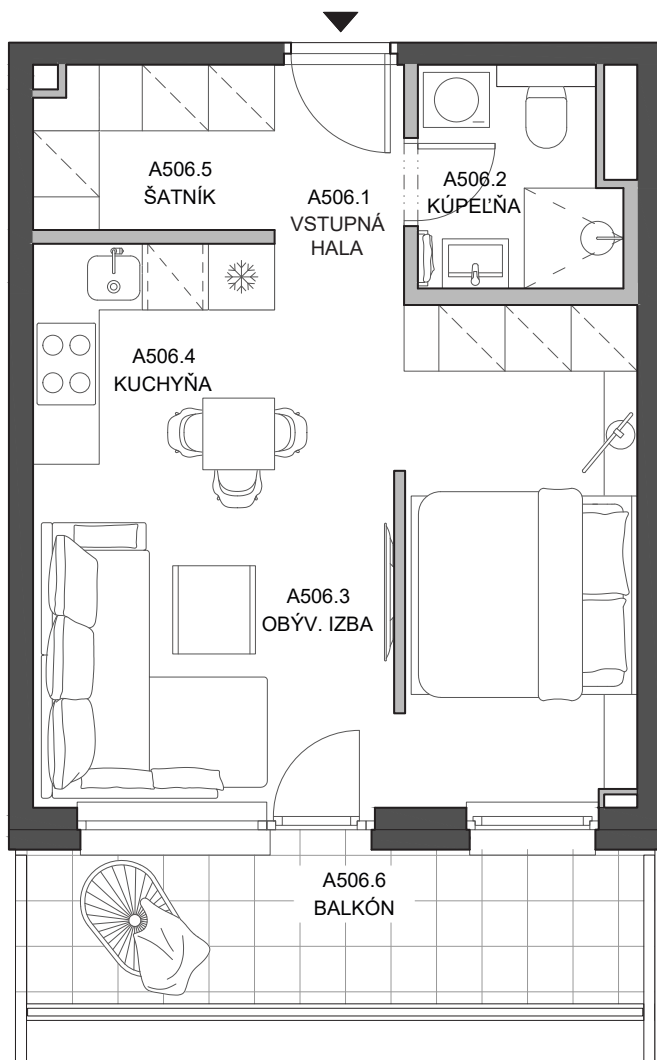 A506.5
ŠATNÍK
A506.1
VSTUPNÁ
HALA
A506.2
KÚPEĽŇA
A506.4
KUCHYŇA
A506.3
OBÝV. IZBA
A506.6
BALKÓN